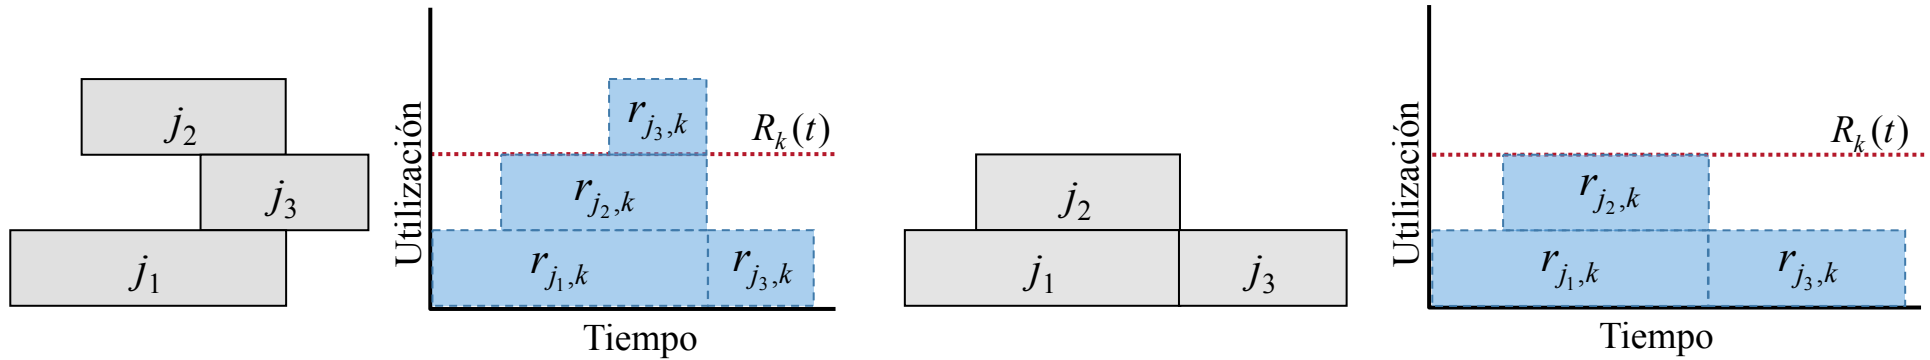 j₂
j₃
j₁
Utilización
r_{j₃,k}
R_k(t)
r_{j₂,k}
r_{j₁,k}
r_{j₃,k}
Tiempo
j₂
j₁
j₃
Utilización
R_k(t)
r_{j₂,k}
r_{j₁,k}
r_{j₃,k}
Tiempo